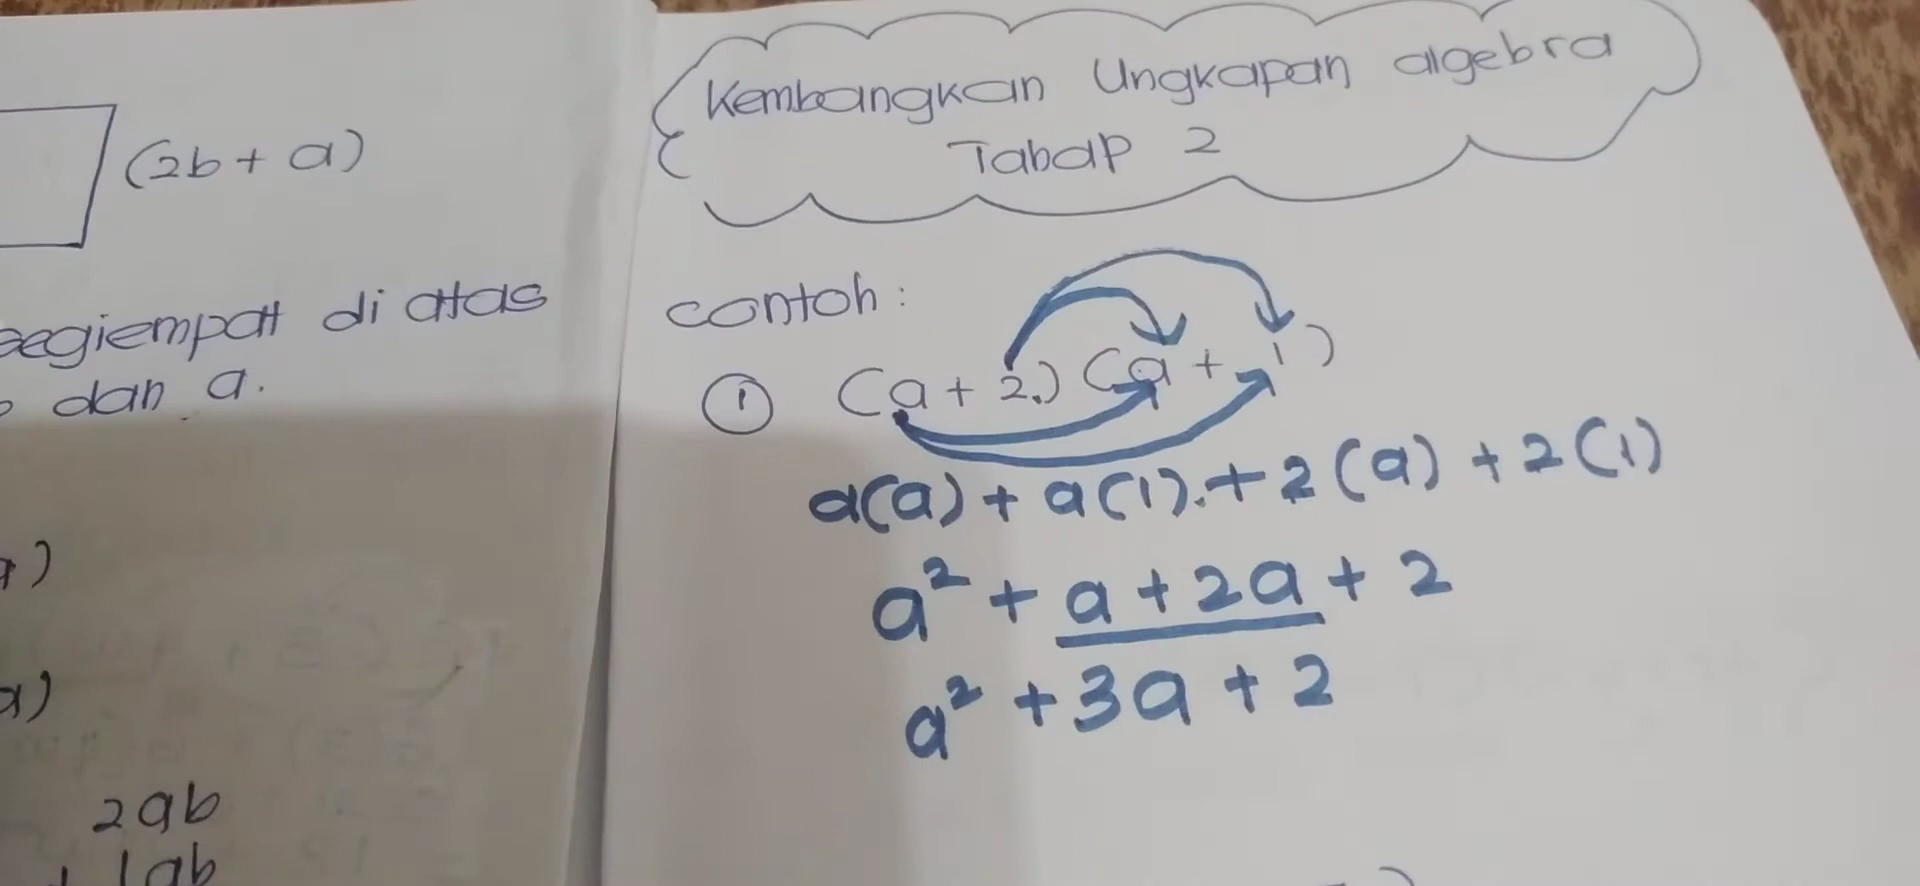 (2b + a)
segiempat di atas
dan a.
2ab
1ab
Kembangkan Ungkapan algebra
Tahap 2
contoh :
① (a + 2) (a + 1)
a(a) + a(1) + 2(a) + 2(1)
a² + a + 2a + 2
a² + 3a + 2